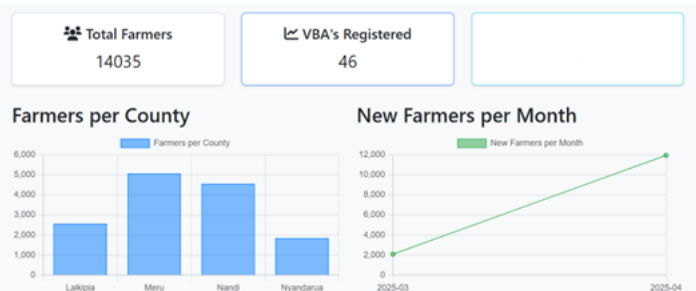 Total Farmers
14035
VBA's Registered
46
Farmers per County
Farmers per County
6,000
5,000
4,000
3,000
2,000
1,000
0
Laikipia
Meru
Nandi
Nyandarua
New Farmers per Month
New Farmers per Month
12,000
10,000
8,000
6,000
4,000
2,000
0
2025-03
2025-04